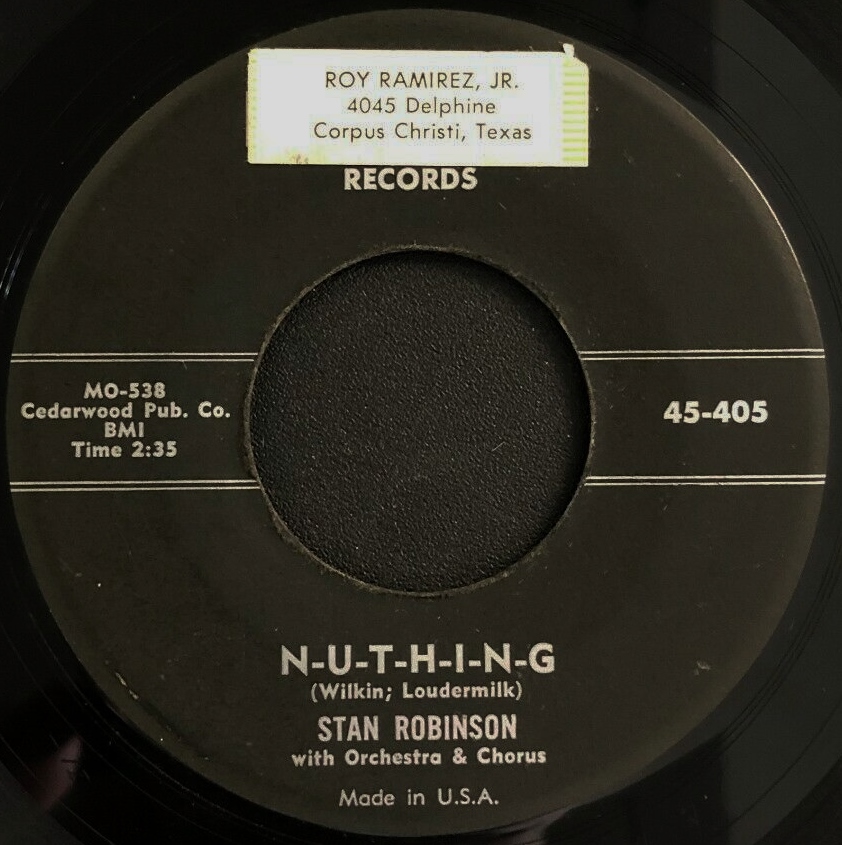 ROY RAMIREZ, JR.
4045 Delphine
Corpus Christi, Texas
RECORDS
MO-538
Cedarwood Pub. Co.
BMI
Time 2:35
45-405
N-U-T-H-I-N-G
(Wilkin; Loudermilk)
STAN ROBINSON
with Orchestra & Chorus
Made in U.S.A.